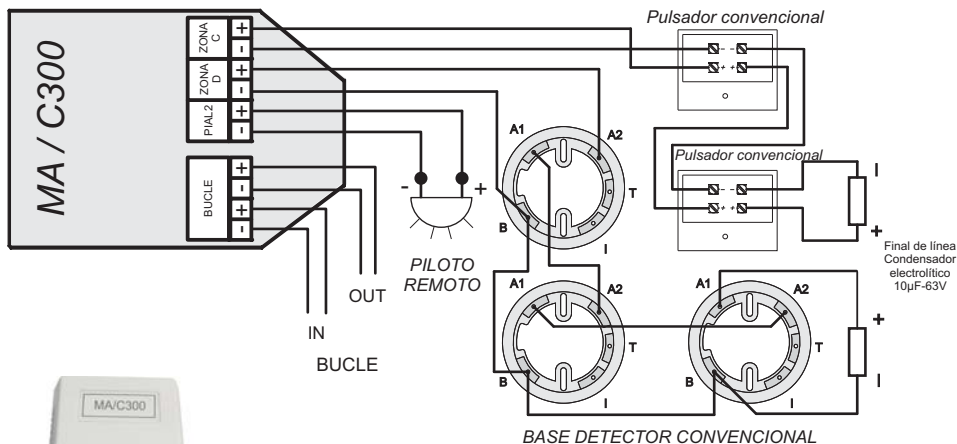 MA / C300
ZONA C
+
-
ZONA D
+
-
PIAL2
+
-
BUCLE
+
-
+
-
OUT
IN
BUCLE
- +
PILOTO
REMOTO
Pulsador convencional
- -
+ +
Pulsador convencional
- -
+ +
I
+
Final de línea
Condensador
electrolítico
10µF-63V
A1 A2
T
B
I
A1 A2
T
B
I
A1 A2
T
B
I
+
I
BASE DETECTOR CONVENCIONAL
MA/C300